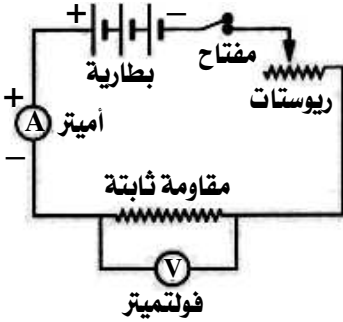 + −
بطارية
مفتاح
ريوستات
+
A أميتر
−
مقاومة ثابتة
V
فولتميتر